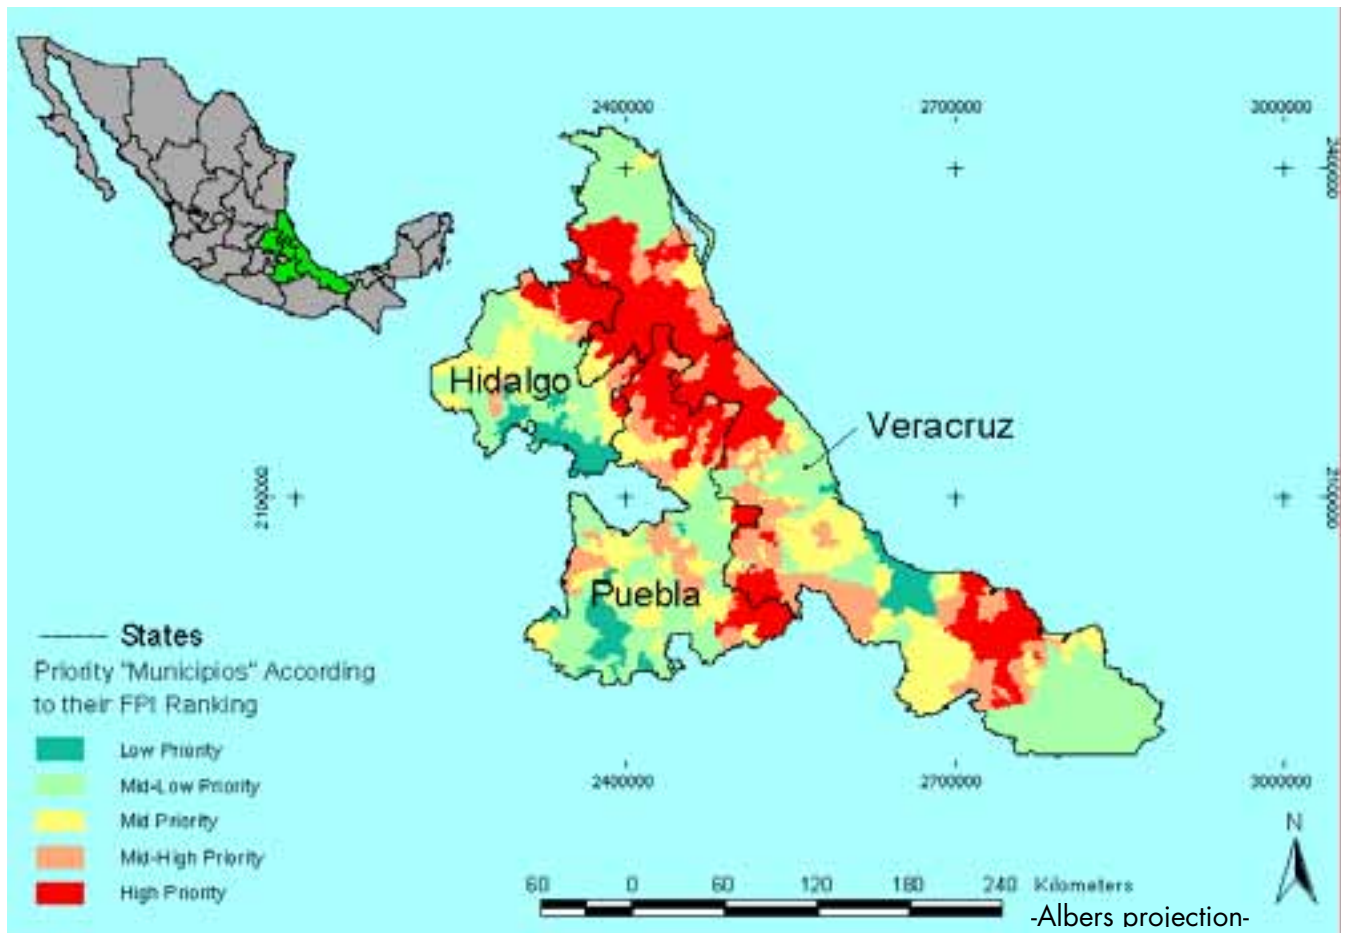 2400000 2700000 3000000
2400000
Hidalgo
Veracruz
2100000
2100000
Puebla
States
Priority "Municipios" According
to their FPI Ranking
Low Priority
Mid-Low Priority
Mid Priority
Mid-High Priority
High Priority
2400000 2700000 3000000
N
60 0 60 120 180 240 Kilometers
-Albers projection-